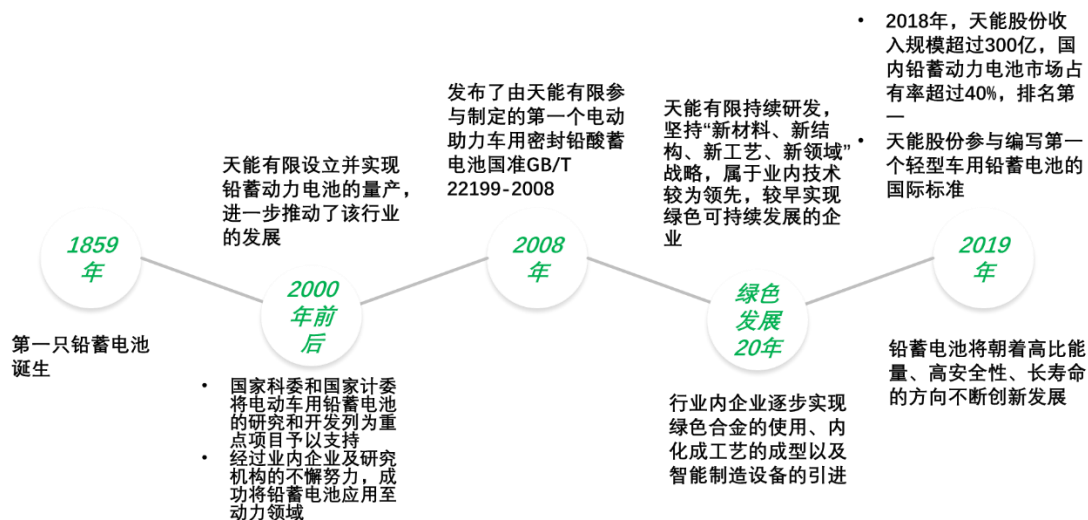 1859
年
第一只铅蓄电池
诞生
天能有限设立并实现
铅蓄动力电池的量产，
进一步推动了该行业
的发展
2000
年前
后
• 国家科委和国家计委
将电动车用铅蓄电池
的研究和开发列为重
点项目予以支持
• 经过业内企业及研究
机构的不懈努力，成
功将铅蓄电池应用至
动力领域
发布了由天能有限参
与制定的第一个电动
助力车用密封铅酸蓄
电池国准GB/T
22199-2008
2008
年
天能有限持续研发，
坚持“新材料、新结
构、新工艺、新领域”
战略，属于业内技术
较为领先，较早实现
绿色可持续发展的企
业
绿色
发展
20年
行业内企业逐步实现
绿色合金的使用、内
化成工艺的成型以及
智能制造设备的引进
• 2018年，天能股份收
入规模超过300亿，国
内铅蓄动力电池市场占
有率超过40%，排名第
一
• 天能股份参与编写第一
个轻型车用铅蓄电池的
国际标准
2019
年
铅蓄电池将朝着高比能
量、高安全性、长寿命
的方向不断创新发展